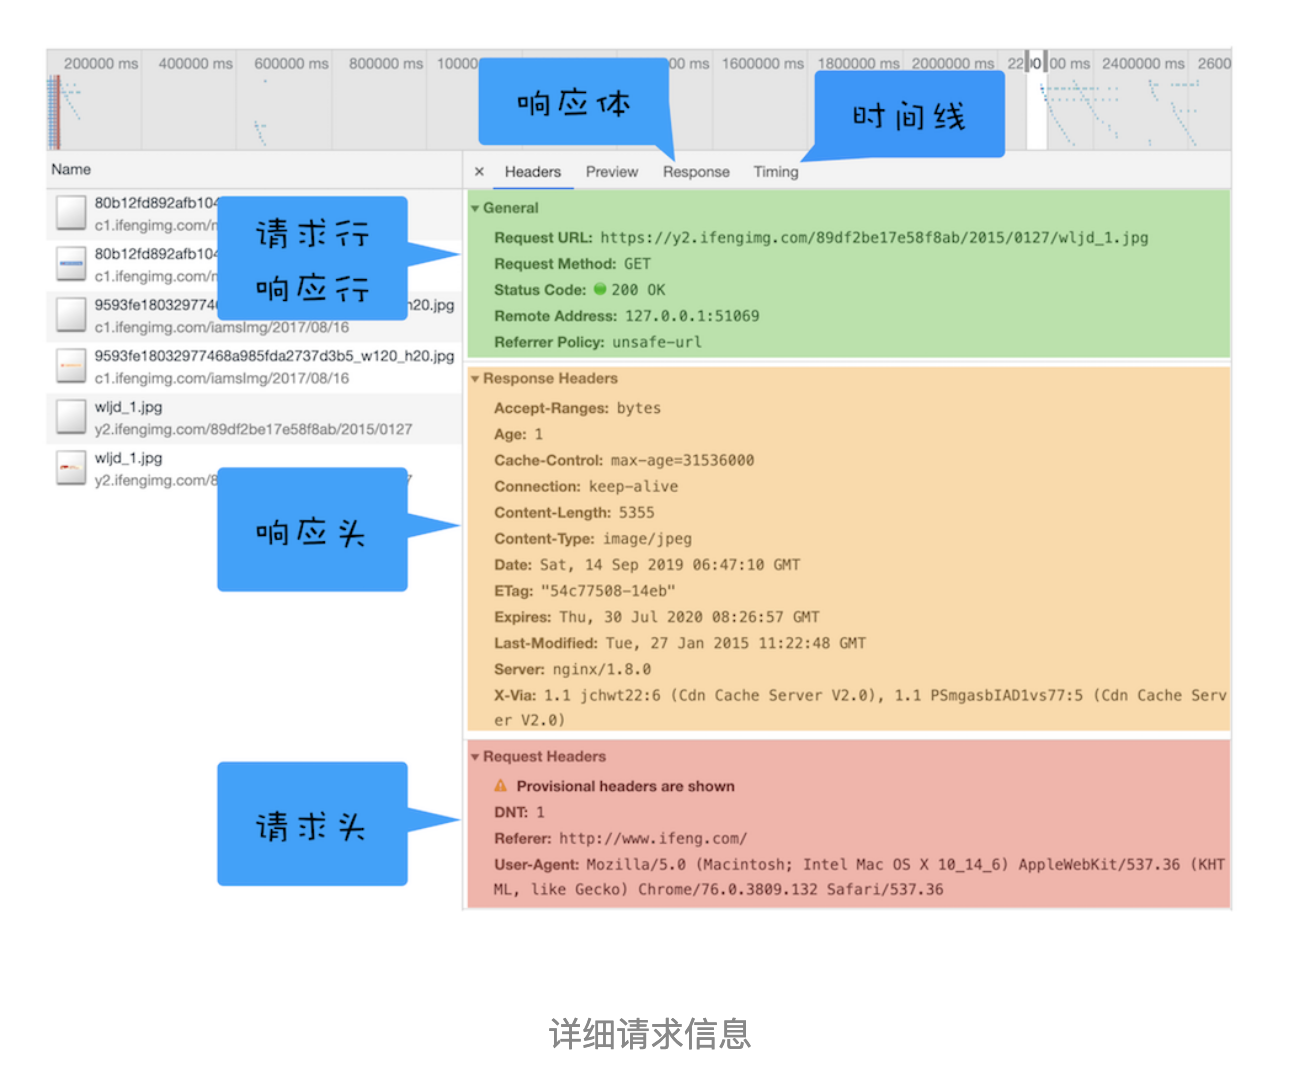 200000 ms 400000 ms 600000 ms 800000 ms 10000 00 ms 1600000 ms 1800000 ms 2000000 ms 22 00 00 ms 2400000 ms 2600
响应体
时间线
Name
× Headers Preview Response Timing
80b12fd892afb104
c1.ifengimg.com/
80b12fd892afb104
c1.ifengimg.com/
9593fe1803297746 h20.jpg
c1.ifengimg.com/iamsImg/2017/08/16
9593fe18032977468a985fda2737d3b5_w120_h20.jpg
c1.ifengimg.com/iamsImg/2017/08/16
wljd_1.jpg
y2.ifengimg.com/89df2be17e58f8ab/2015/0127
wljd_1.jpg
y2.ifengimg.com/8 7
请求行
响应行
响应头
请求头
General
Request URL: https://y2.ifengimg.com/89df2be17e58f8ab/2015/0127/wljd_1.jpg
Request Method: GET
Status Code: 200 OK
Remote Address: 127.0.0.1:51069
Referrer Policy: unsafe-url
Response Headers
Accept-Ranges: bytes
Age: 1
Cache-Control: max-age=31536000
Connection: keep-alive
Content-Length: 5355
Content-Type: image/jpeg
Date: Sat, 14 Sep 2019 06:47:10 GMT
ETag: "54c77508-14eb"
Expires: Thu, 30 Jul 2020 08:26:57 GMT
Last-Modified: Tue, 27 Jan 2015 11:22:48 GMT
Server: nginx/1.8.0
X-Via: 1.1 jchwt22:6 (Cdn Cache Server V2.0), 1.1 PSmgasbIAD1vs77:5 (Cdn Cache Serv
er V2.0)
Request Headers
Provisional headers are shown
DNT: 1
Referer: http://www.ifeng.com/
User-Agent: Mozilla/5.0 (Macintosh; Intel Mac OS X 10_14_6) AppleWebKit/537.36 (KHT
ML, like Gecko) Chrome/76.0.3809.132 Safari/537.36
详细请求信息